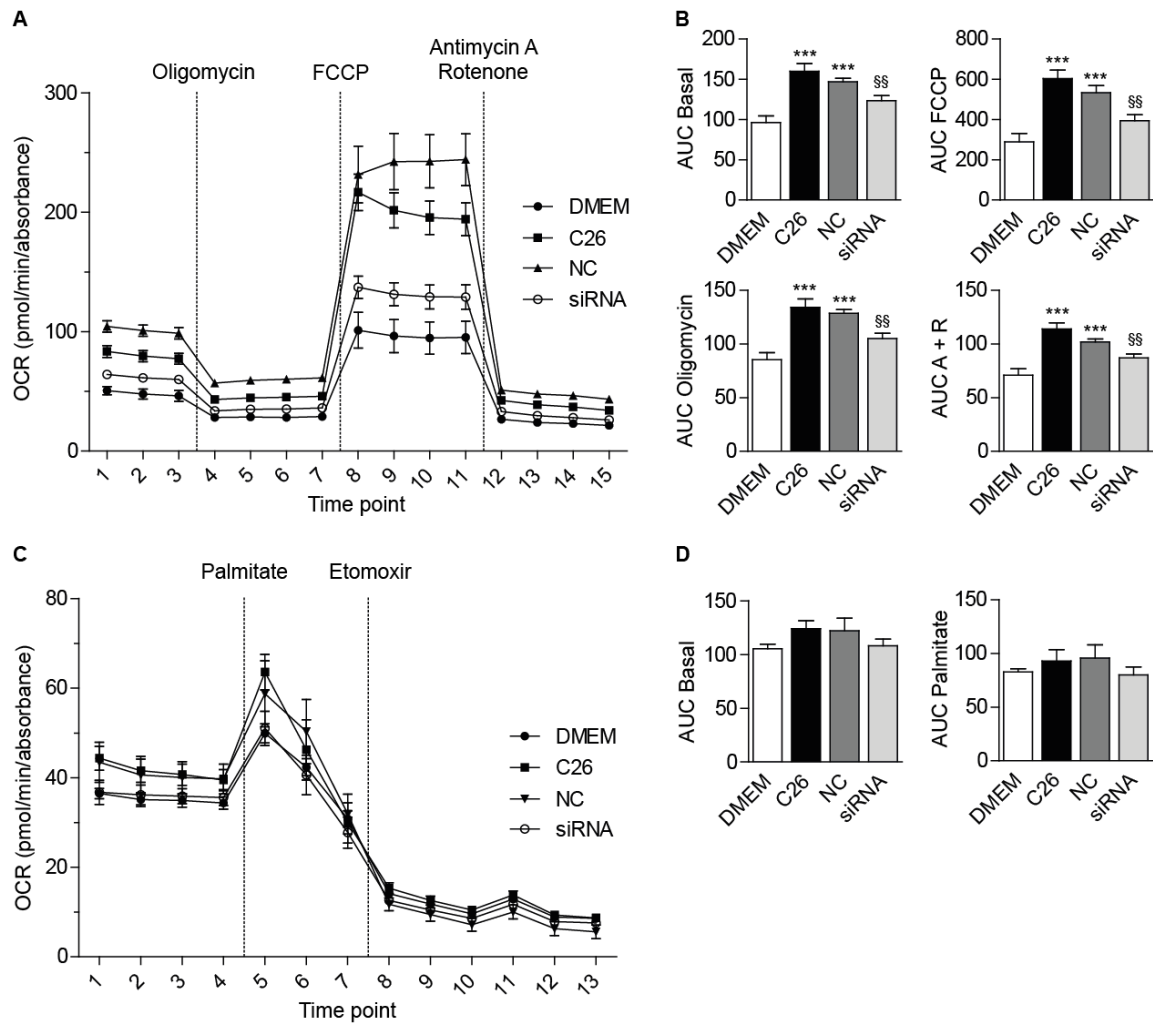 A
Oligomycin
FCCP
Antimycin A
Rotenone
OCR (pmol/min/absorbance)
300
200
100
0
DMEM
C26
NC
siRNA
1 2 3 4 5 6 7 8 9 10 11 12 13 14 15
Time point
B
AUC Basal
200
150
100
50
0
***
***
§§
DMEM
C26
NC
siRNA
AUC FCCP
800
600
400
200
0
***
***
§§
DMEM
C26
NC
siRNA
AUC Oligomycin
150
100
50
0
***
***
§§
DMEM
C26
NC
siRNA
AUC A + R
150
100
50
0
***
***
§§
DMEM
C26
NC
siRNA
C
Palmitate
Etomoxir
OCR (pmol/min/absorbance)
80
60
40
20
0
DMEM
C26
NC
siRNA
1 2 3 4 5 6 7 8 9 10 11 12 13
Time point
D
AUC Basal
150
100
50
0
DMEM
C26
NC
siRNA
AUC Palmitate
150
100
50
0
DMEM
C26
NC
siRNA